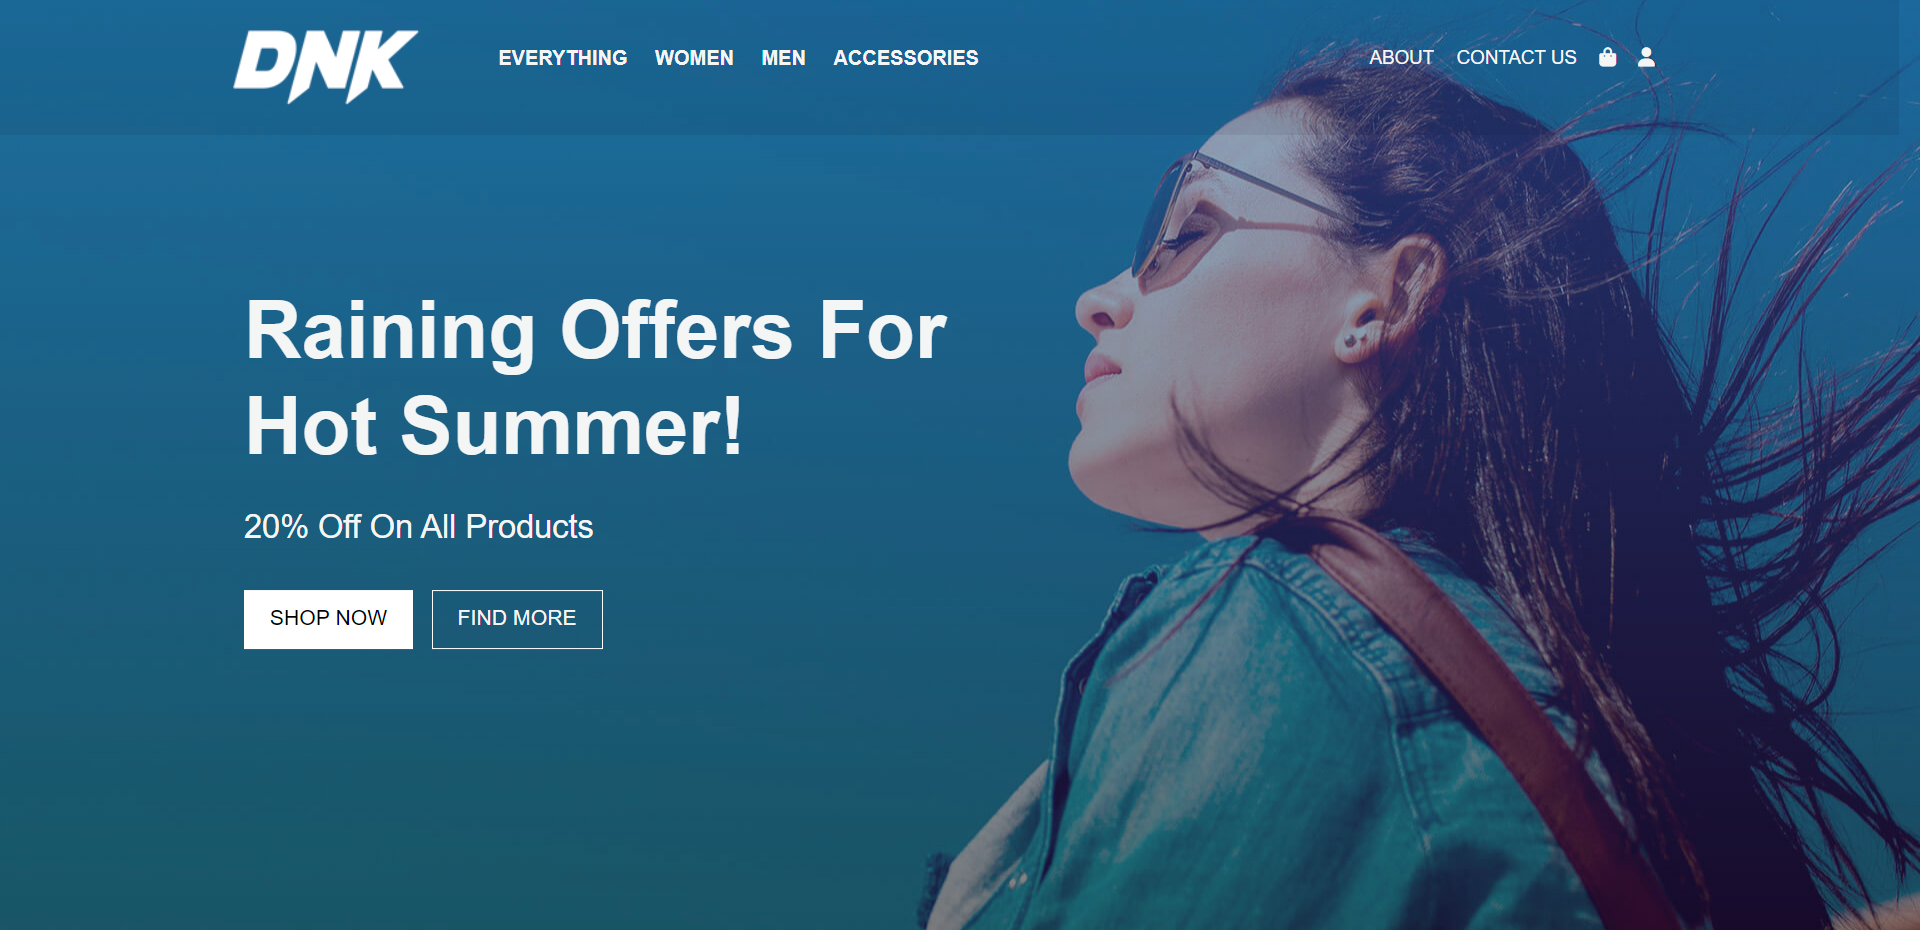 DNK
EVERYTHING WOMEN MEN ACCESSORIES ABOUT CONTACT US
Raining Offers For
Hot Summer!
20% Off On All Products
SHOP NOW FIND MORE